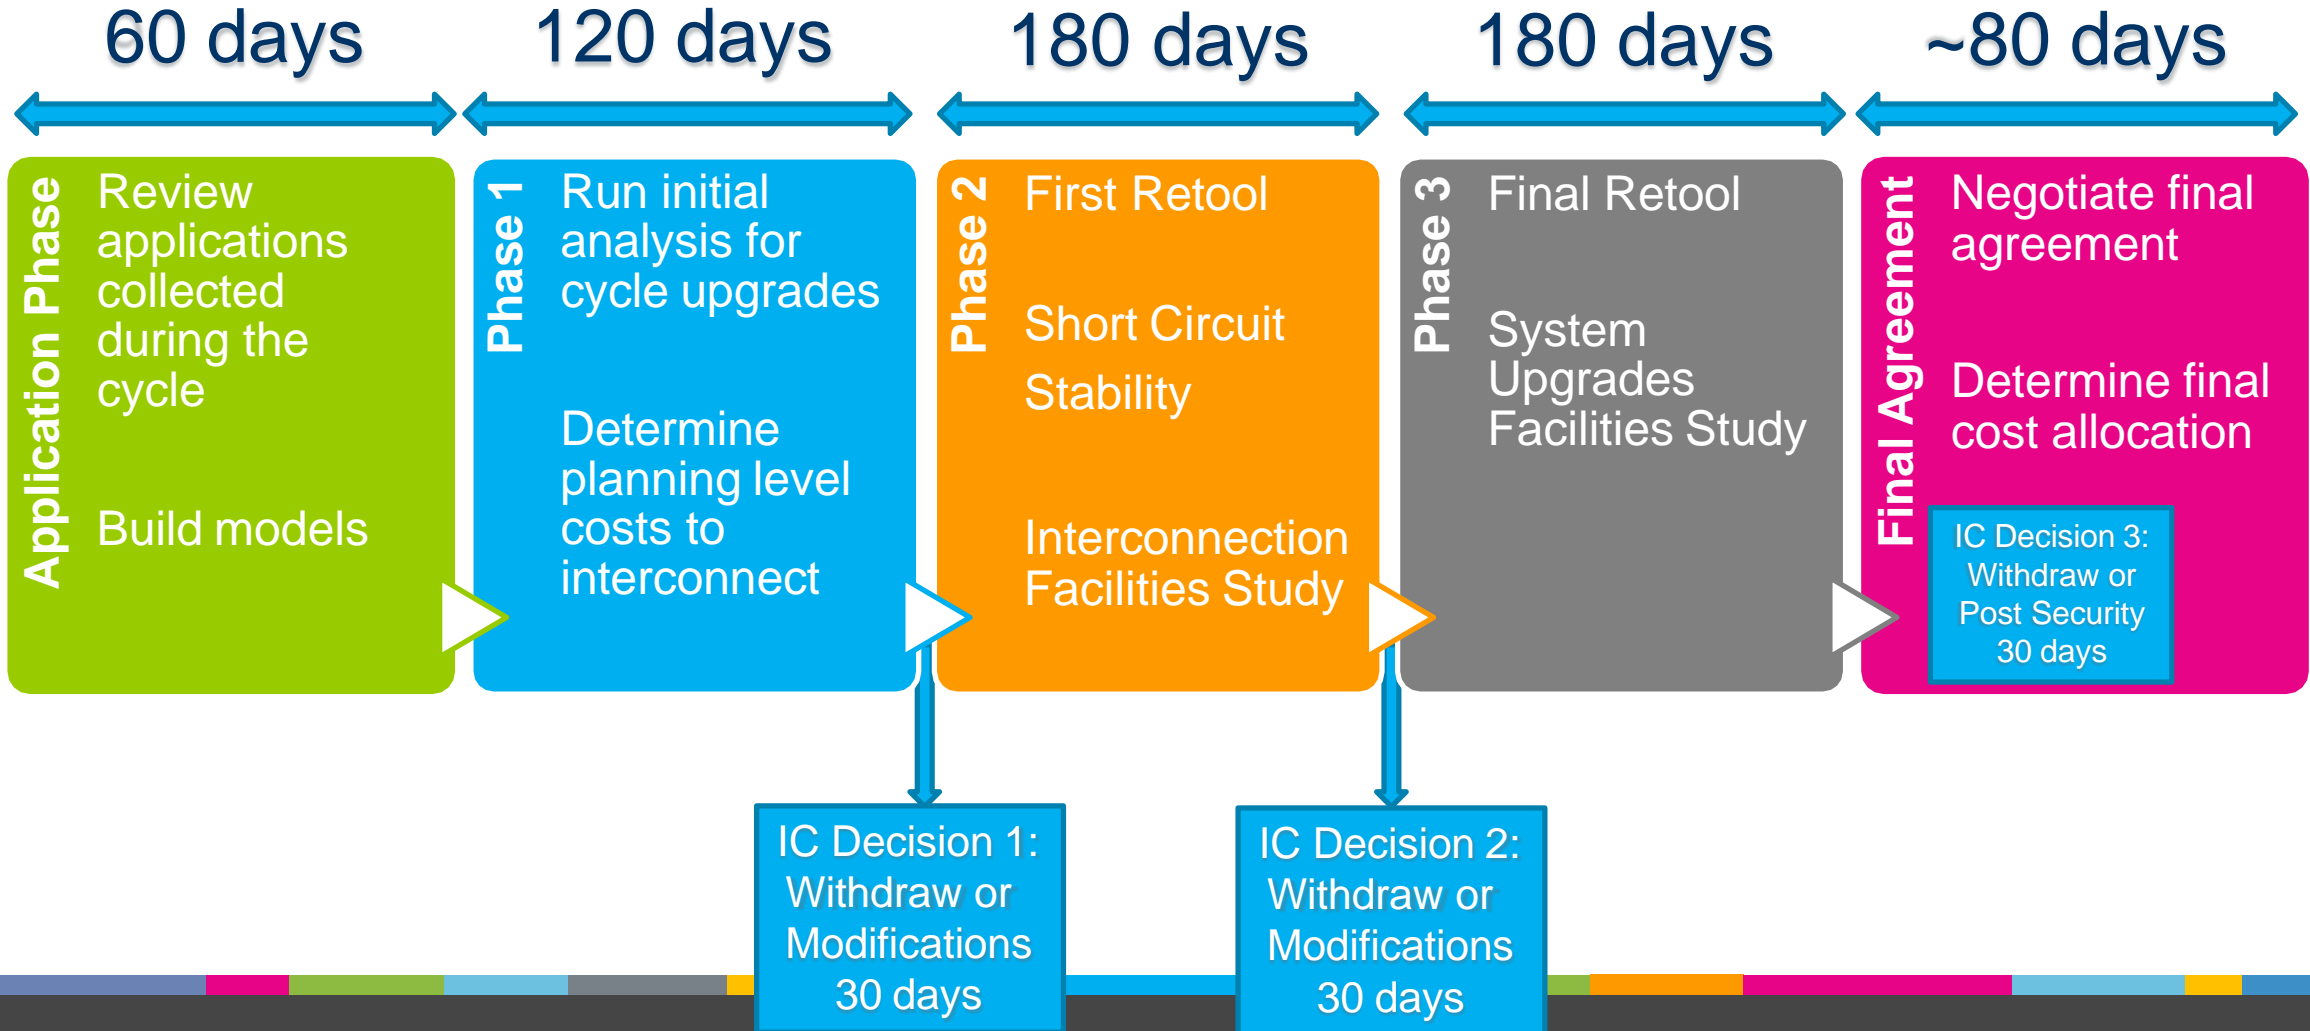 60 days
120 days
180 days
180 days
~80 days
Application Phase
Review
applications
collected
during the
cycle
Build models
Phase 1
Run initial
analysis for
cycle upgrades
Determine
planning level
costs to
interconnect
Phase 2
First Retool
Short Circuit
Stability
Interconnection
Facilities Study
Phase 3
Final Retool
System
Upgrades
Facilities Study
Final Agreement
Negotiate final
agreement
Determine final
cost allocation
IC Decision 3:
Withdraw or
Post Security
30 days
IC Decision 1:
Withdraw or
Modifications
30 days
IC Decision 2:
Withdraw or
Modifications
30 days